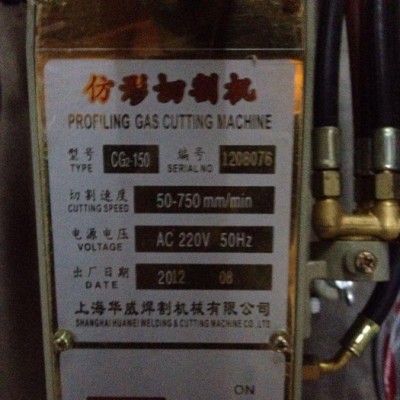 仿形切割机
PROFILING GAS CUTTING MACHINE
型号 CG2-150 编号 1208076
TYPE SERIAL NO
切割速度 50-750 mm/min
CUTTING SPEED
电源电压 AC 220V 50Hz
VOLTAGE
出厂日期 2012 08
DATE
上海华威焊割机械有限公司
SHANGHAI HUAWEI WELDING & CUTTING MACHINE CO., LTD
ON